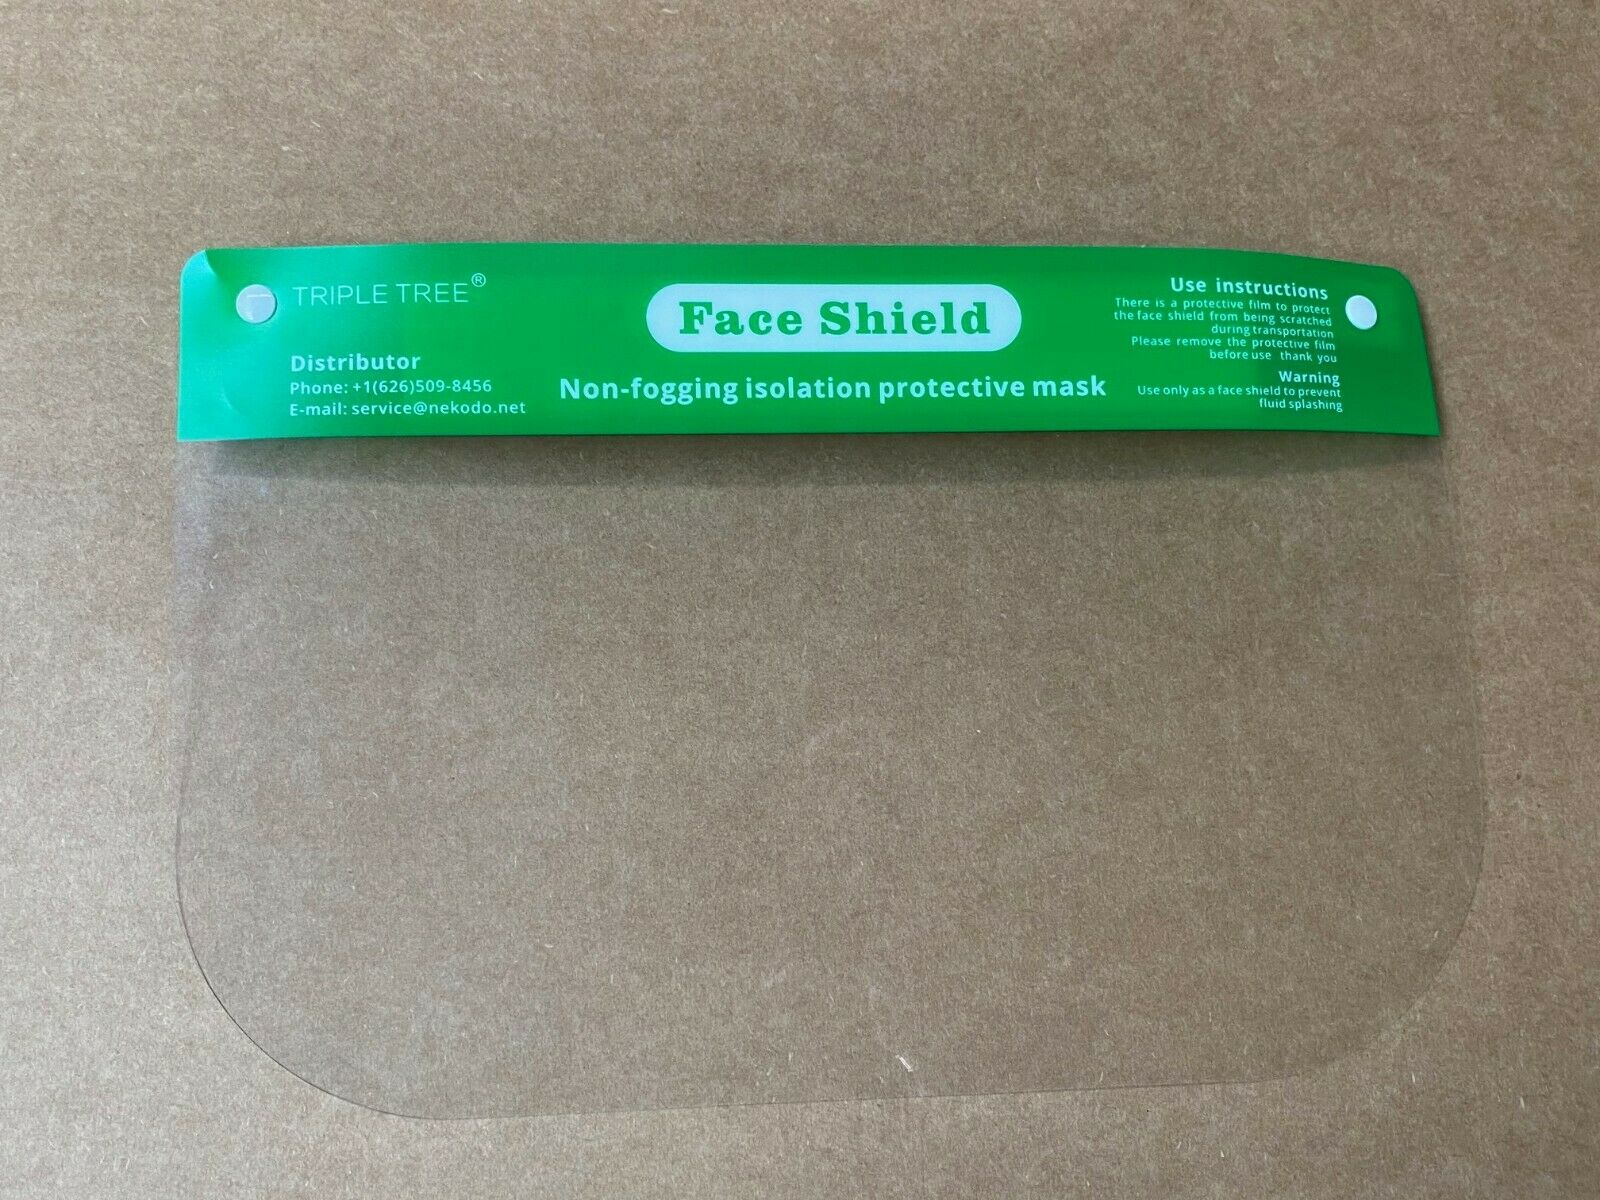 TRIPLE TREE®
Distributor
Phone: +1(626)509-8456
E-mail: service@nekodo.net
Face Shield
Non-fogging isolation protective mask
Use instructions
There is a protective film to protect
the face shield from being scratched
during transportation
Please remove the protective film
before use thank you
Warning
Use only as a face shield to prevent
fluid splashing